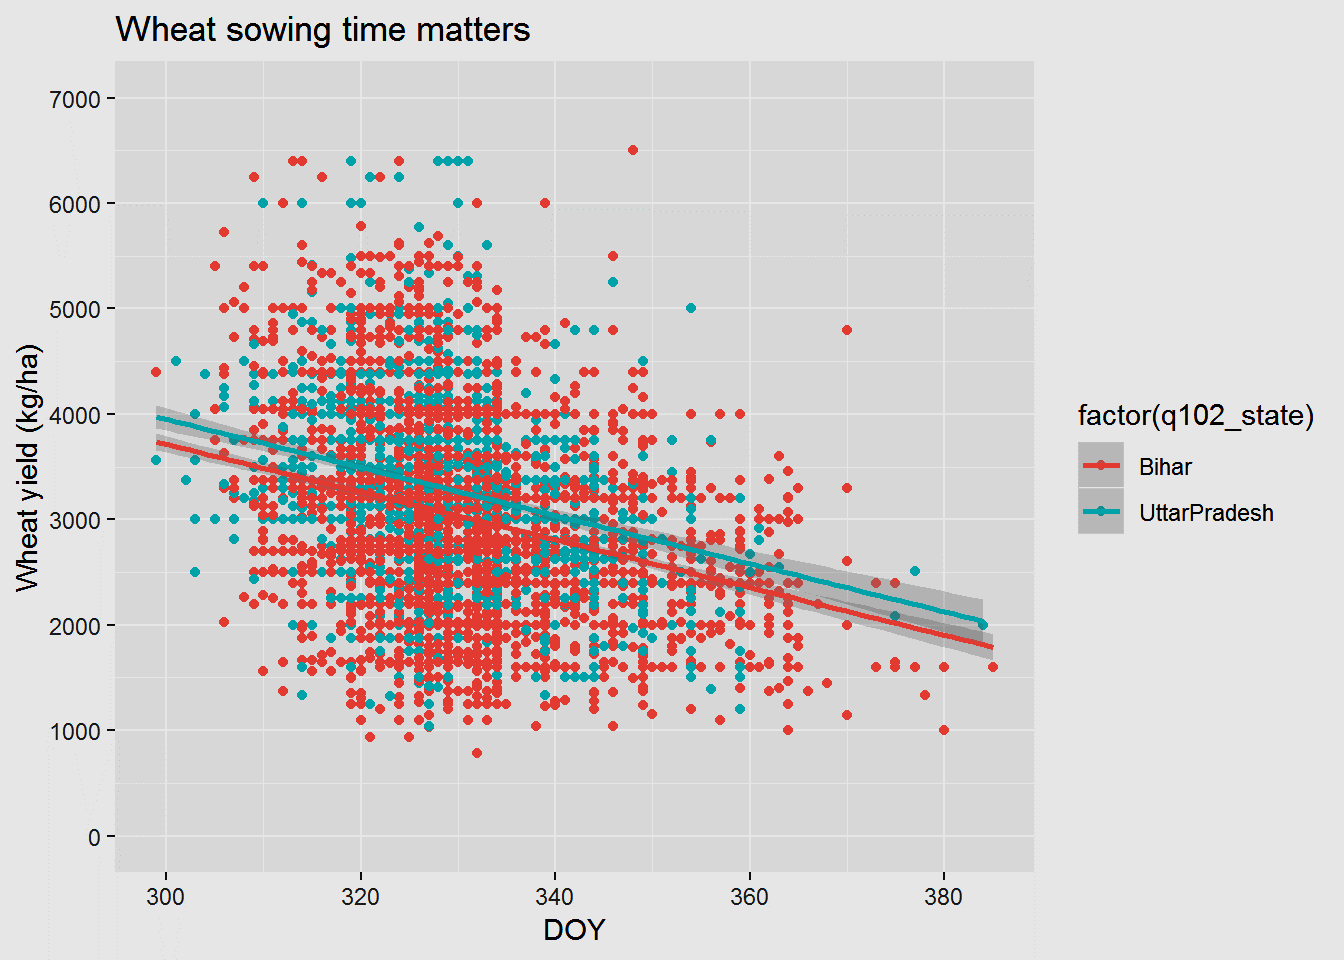 Wheat sowing time matters
7000
6000
5000
4000
3000
2000
1000
0
Wheat yield (kg/ha)
300 320 340 360 380
DOY
factor(q102_state)
Bihar
UttarPradesh